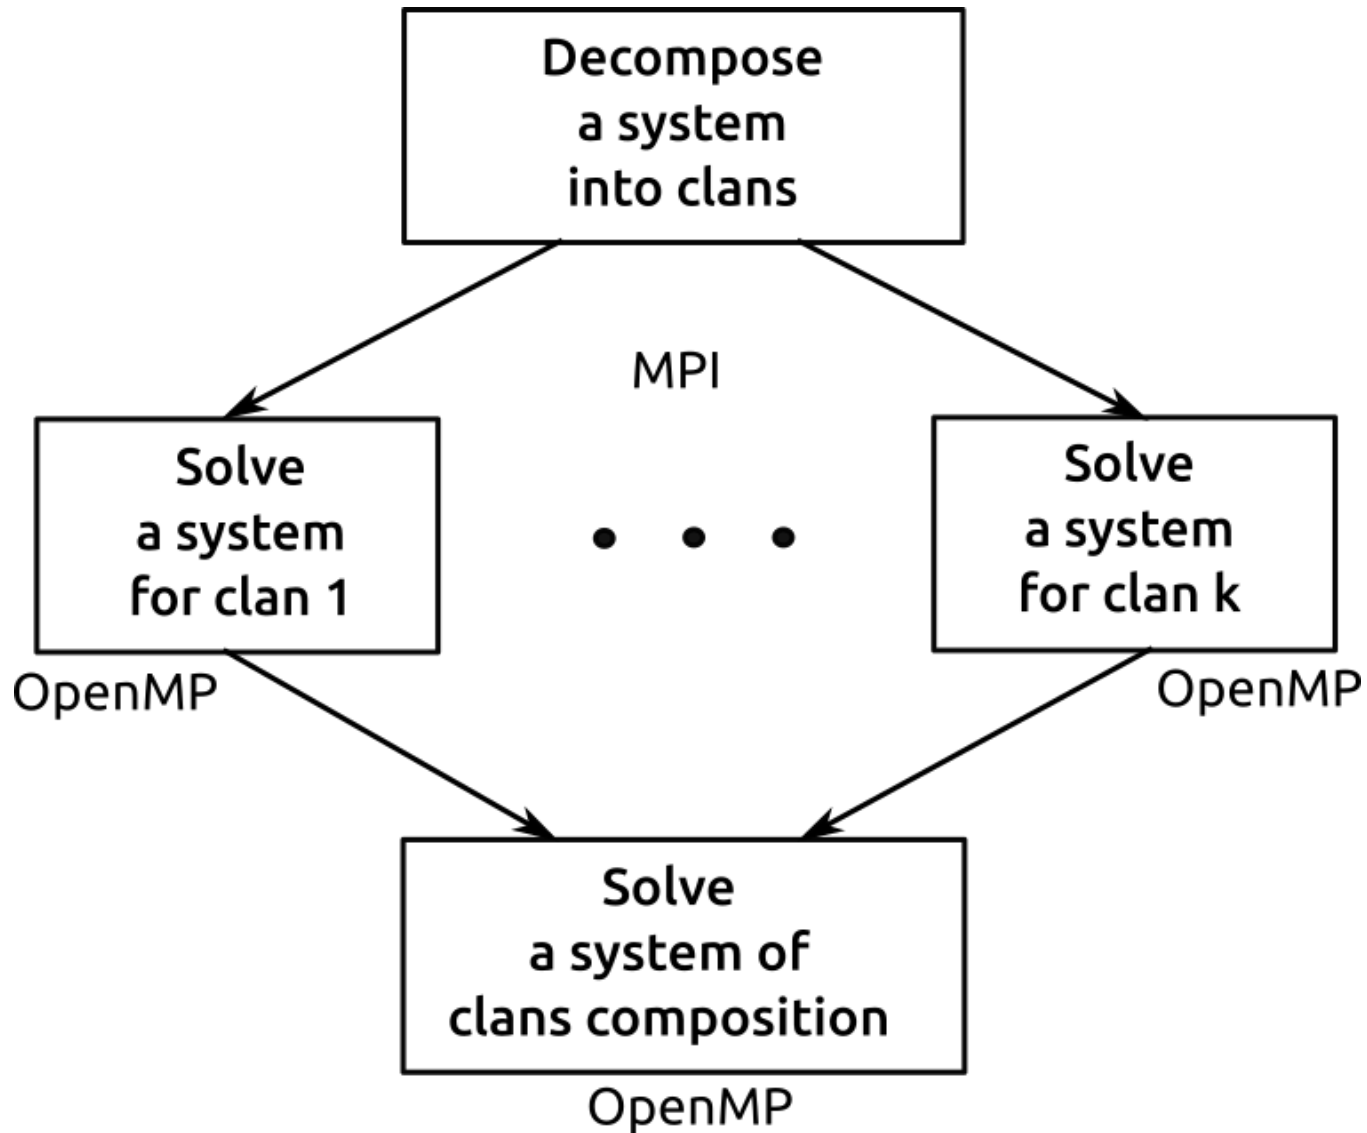 Decompose
a system
into clans
MPI
Solve
a system
for clan 1
Solve
a system
for clan k
OpenMP
OpenMP
Solve
a system of
clans composition
OpenMP